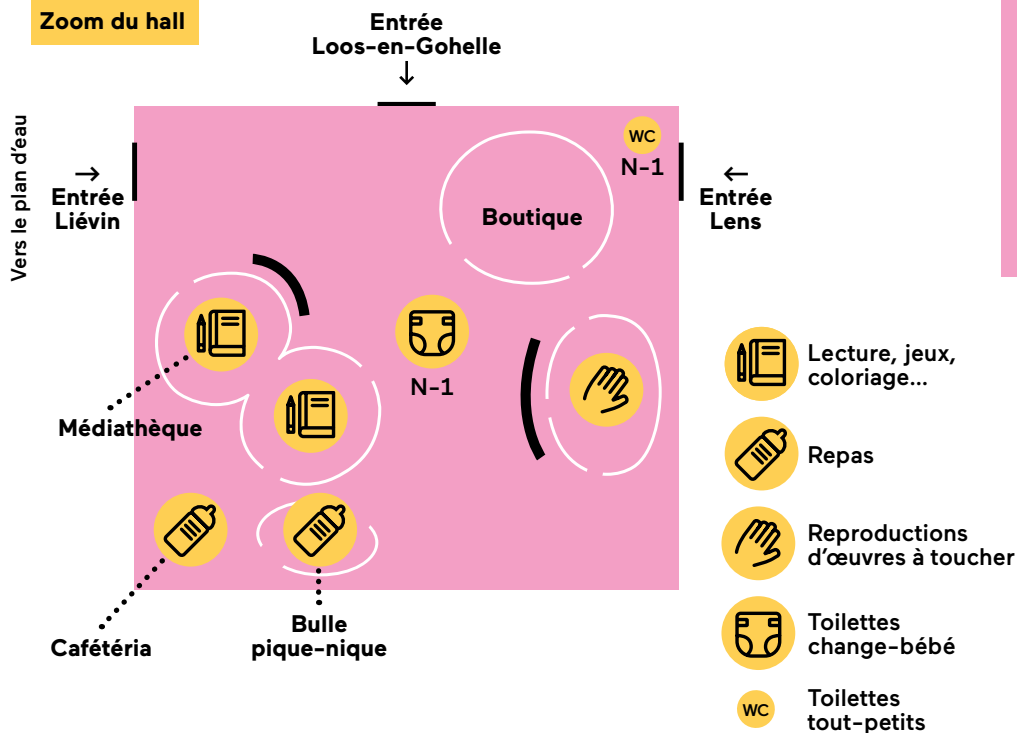 Zoom du hall
Entrée
Loos-en-Gohelle
↓
Vers le plan d'eau
→
Entrée
Liévin
WC
N-1
←
Entrée
Lens
Boutique
N-1
Médiathèque
Cafétéria
Bulle
pique-nique
Lecture, jeux,
coloriage...
Repas
Reproductions
d'œuvres à toucher
Toilettes
change-bébé
WC
Toilettes
tout-petits